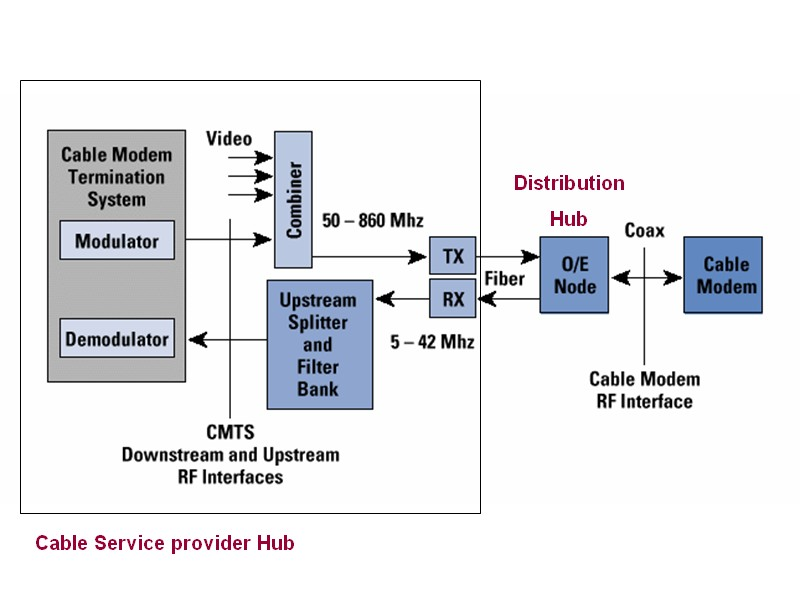 Cable Modem
Termination
System
Modulator
Demodulator
Video
Combiner
50 – 860 Mhz
TX
RX
Fiber
Upstream
Splitter
and
Filter
Bank
5 – 42 Mhz
CMTS
Downstream and Upstream
RF Interfaces
Distribution
Hub
O/E
Node
Coax
Cable
Modem
Cable Modem
RF Interface
Cable Service provider Hub